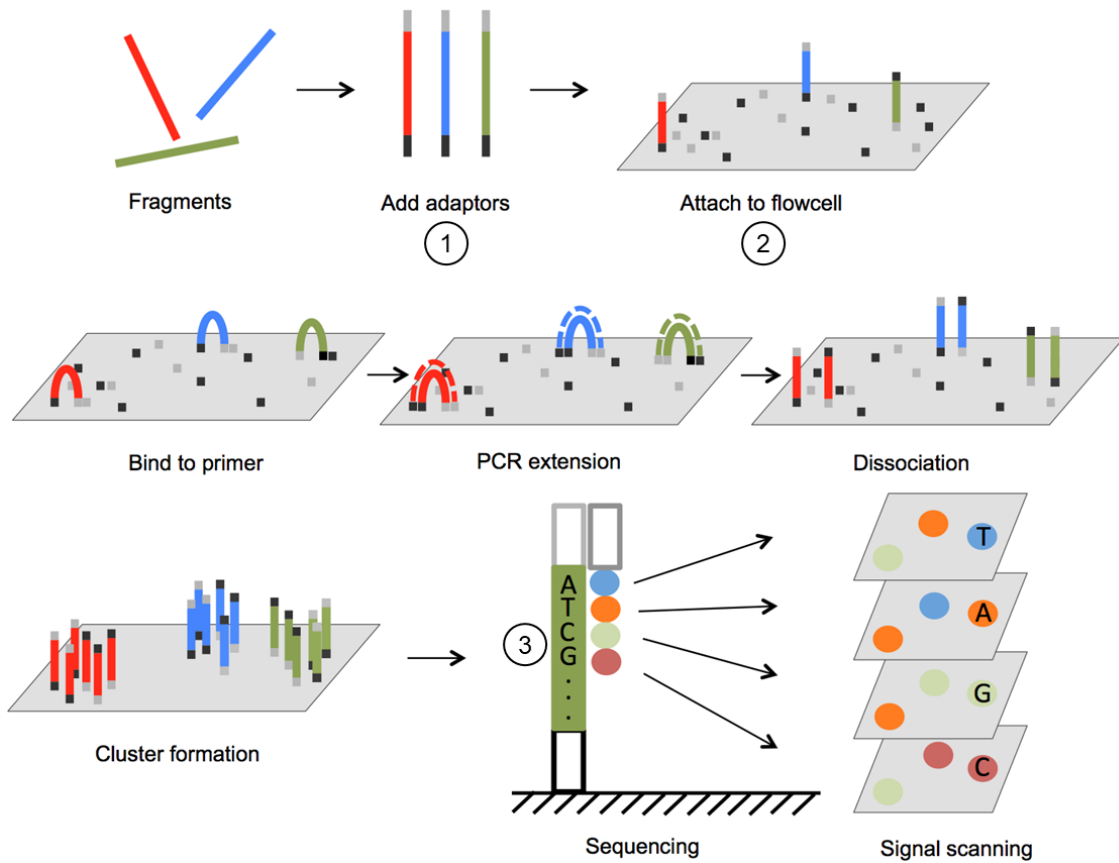 Fragments
Add adaptors
Attach to flowcell
1
2
Bind to primer
PCR extension
Dissociation
Cluster formation
3
A
T
C
G
.
.
.
Sequencing
T
A
G
C
Signal scanning